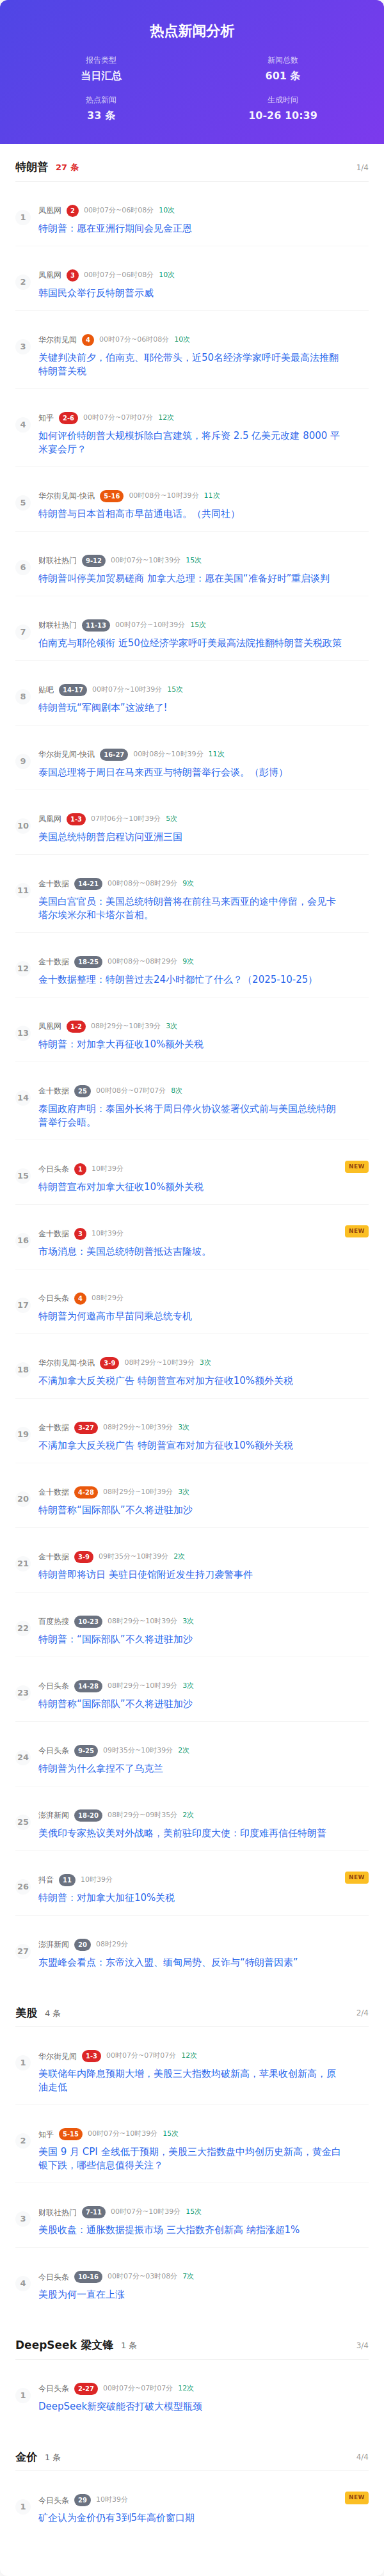 热点新闻分析
报告类型
当日汇总
新闻总数
601 条
热点新闻
33 条
生成时间
10-26 10:39
特朗普 27 条 1/4
1
凤凰网 2 00时07分~06时08分 10次
特朗普：愿在亚洲行期间会见金正恩
2
凤凰网 3 00时07分~06时08分 10次
韩国民众举行反特朗普示威
3
华尔街见闻 4 00时07分~06时08分 10次
关键判决前夕，伯南克、耶伦带头，近50名经济学家呼吁美最高法推翻
特朗普关税
4
知乎 2-6 00时07分~07时07分 12次
如何评价特朗普大规模拆除白宫建筑，将斥资 2.5 亿美元改建 8000 平
米宴会厅？
5
华尔街见闻-快讯 5-16 00时08分~10时39分 11次
特朗普与日本首相高市早苗通电话。（共同社）
6
财联社热门 9-12 00时07分~10时39分 15次
特朗普叫停美加贸易磋商 加拿大总理：愿在美国“准备好时”重启谈判
7
财联社热门 11-13 00时07分~10时39分 15次
伯南克与耶伦领衔 近50位经济学家呼吁美最高法院推翻特朗普关税政策
8
贴吧 14-17 00时07分~10时39分 15次
特朗普玩“军阀剧本”这波绝了!
9
华尔街见闻-快讯 16-27 00时08分~10时39分 11次
泰国总理将于周日在马来西亚与特朗普举行会谈。（彭博）
10
凤凰网 1-3 07时06分~10时39分 5次
美国总统特朗普启程访问亚洲三国
11
金十数据 14-21 00时08分~08时29分 9次
美国白宫官员：美国总统特朗普将在前往马来西亚的途中停留，会见卡
塔尔埃米尔和卡塔尔首相。
12
金十数据 18-25 00时08分~08时29分 9次
金十数据整理：特朗普过去24小时都忙了什么？（2025-10-25）
13
凤凰网 1-2 08时29分~10时39分 3次
特朗普：对加拿大再征收10%额外关税
14
金十数据 25 00时08分~07时07分 8次
泰国政府声明：泰国外长将于周日停火协议签署仪式前与美国总统特朗
普举行会晤。
15
今日头条 1 10时39分 NEW
特朗普宣布对加拿大征收10%额外关税
16
金十数据 3 10时39分 NEW
市场消息：美国总统特朗普抵达吉隆坡。
17
今日头条 4 08时29分
特朗普为何邀高市早苗同乘总统专机
18
华尔街见闻-快讯 3-9 08时29分~10时39分 3次
不满加拿大反关税广告 特朗普宣布对加方征收10%额外关税
19
金十数据 3-27 08时29分~10时39分 3次
不满加拿大反关税广告 特朗普宣布对加方征收10%额外关税
20
金十数据 4-28 08时29分~10时39分 3次
特朗普称“国际部队”不久将进驻加沙
21
金十数据 3-9 09时35分~10时39分 2次
特朗普即将访日 美驻日使馆附近发生持刀袭警事件
22
百度热搜 10-23 08时29分~10时39分 3次
特朗普：“国际部队”不久将进驻加沙
23
今日头条 14-28 08时29分~10时39分 3次
特朗普称“国际部队”不久将进驻加沙
24
今日头条 9-25 09时35分~10时39分 2次
特朗普为什么拿捏不了乌克兰
25
澎湃新闻 18-20 08时29分~09时35分 2次
美俄印专家热议美对外战略，美前驻印度大使：印度难再信任特朗普
26
抖音 11 10时39分 NEW
特朗普：对加拿大加征10%关税
27
澎湃新闻 20 08时29分
东盟峰会看点：东帝汶入盟、缅甸局势、反诈与“特朗普因素”
美股 4 条 2/4
1
华尔街见闻 1-3 00时07分~07时07分 12次
美联储年内降息预期大增，美股三大指数均破新高，苹果收创新高，原
油走低
2
知乎 5-15 00时07分~10时39分 15次
美国 9 月 CPI 全线低于预期，美股三大指数盘中均创历史新高，黄金白
银下跌，哪些信息值得关注？
3
财联社热门 7-11 00时07分~10时39分 15次
美股收盘：通胀数据提振市场 三大指数齐创新高 纳指涨超1%
4
今日头条 10-16 00时07分~03时08分 7次
美股为何一直在上涨
DeepSeek 梁文锋 1 条 3/4
1
今日头条 2-27 00时07分~07时07分 12次
DeepSeek新突破能否打破大模型瓶颈
金价 1 条 4/4
1
今日头条 29 10时39分 NEW
矿企认为金价仍有3到5年高价窗口期